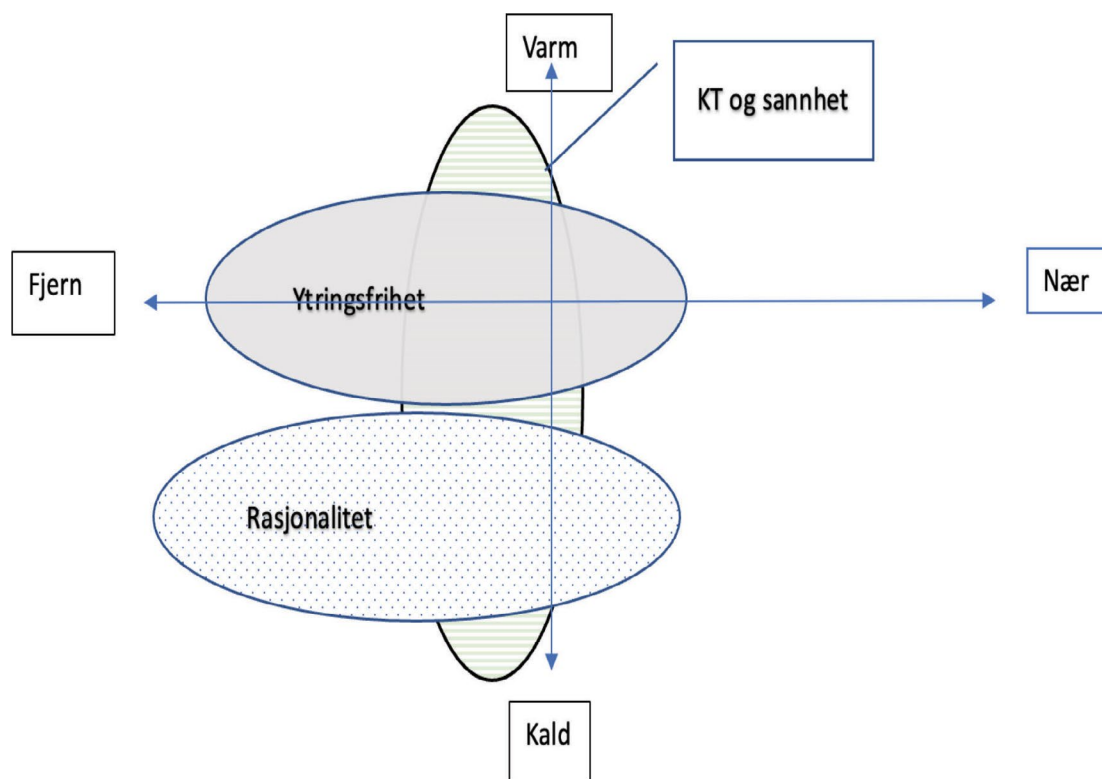 Varm
KT og sannhet
Fjern
Ytringsfrihet
Nær
Rasjonalitet
Kald